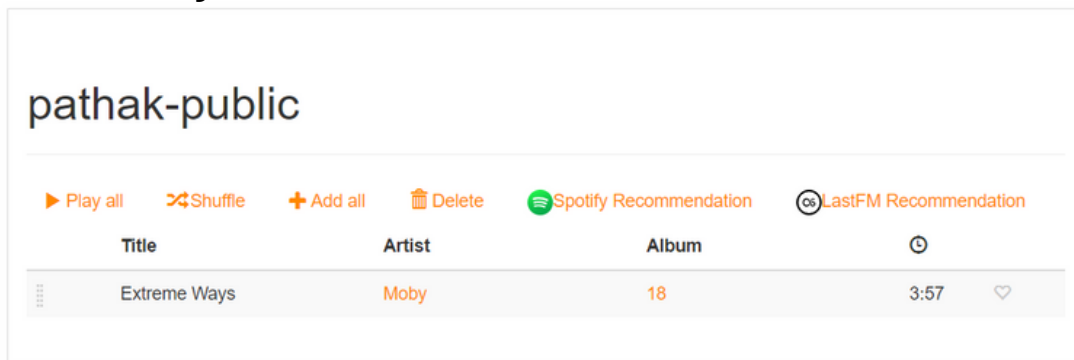 pathak-public
Play all Shuffle Add all Delete Spotify Recommendation LastFM Recommendation
Title Artist Album
Extreme Ways Moby 18 3:57